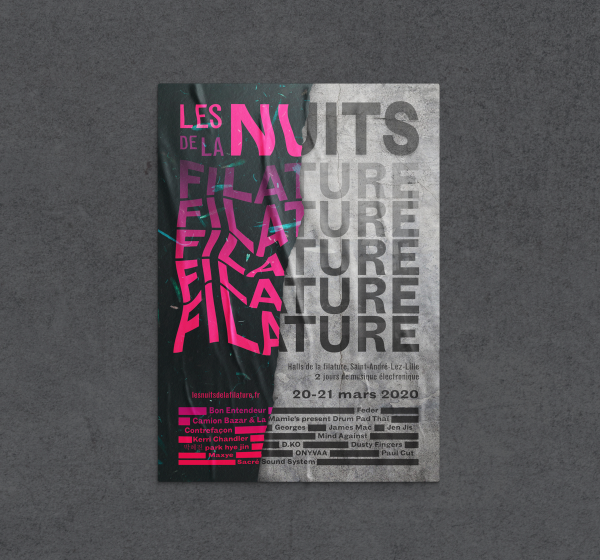 LES NUITS
DE LA
FILATURE
FILATURE
FILATURE
FILATURE
FILATURE
Halls de la filature, Saint-André-Lez-Lille
2 jours de musique électronique
lesnuitsdelafilature.fr 20-21 mars 2020
Bon Entendeur Feder
Camion Bazar & La Mamie's present Drum Pad Thaï
Contrefaçon Georges James Mac Jen Jis
Kerri Chandler Mind Against
park hye jin D.KO Dusty Fingers
Maxye ONYVAA Paul Cut
Sacré Sound System